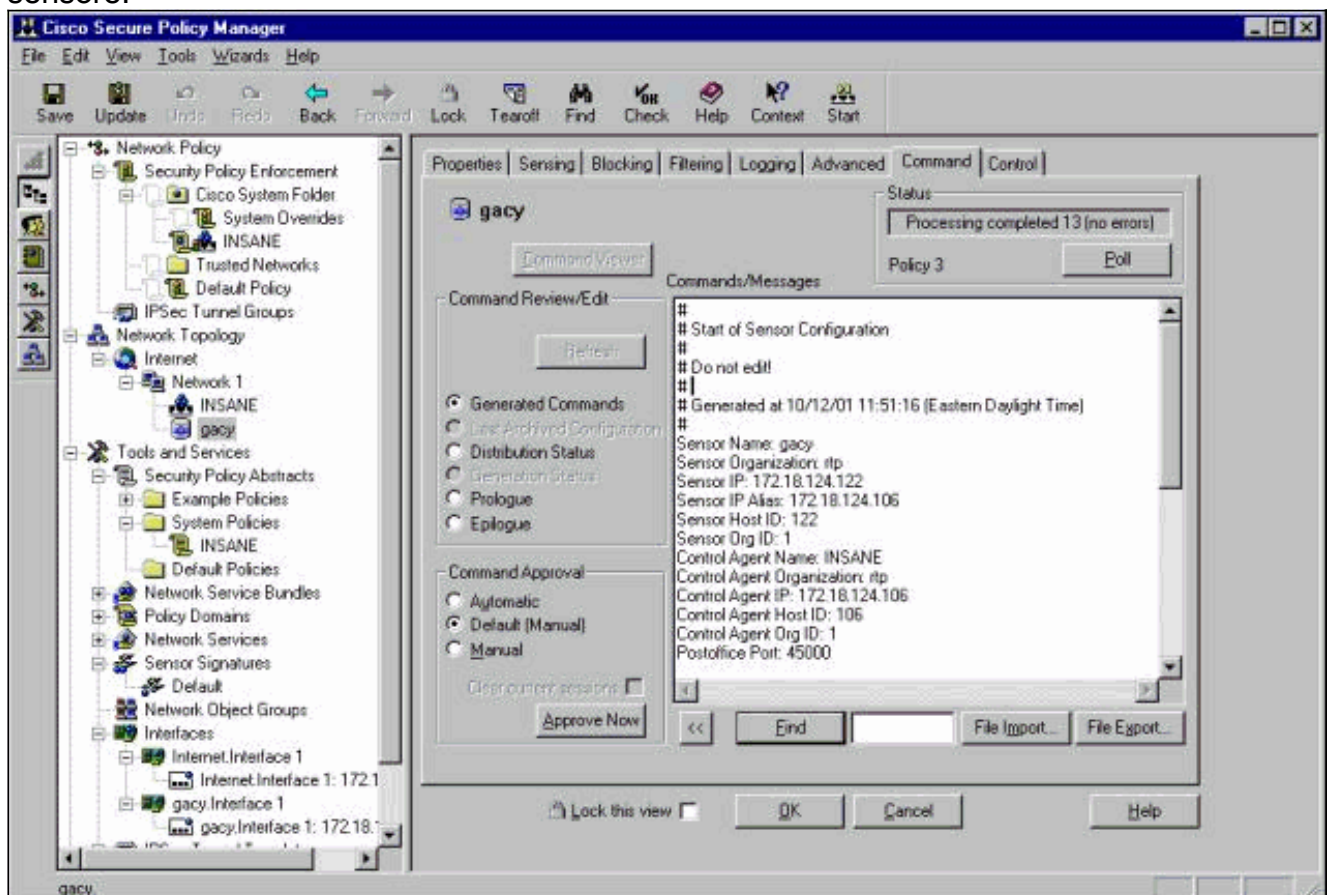 Cisco Secure Policy Manager
File Edit View Tools Wizards Help
Save Update Undo Redo Back Forward Lock Tearoff Find Check Help Context Start
Network Policy
Security Policy Enforcement
Cisco System Folder
System Overrides
INSANE
Trusted Networks
Default Policy
IPSec Tunnel Groups
Network Topology
Internet
Network 1
INSANE
gacy
Tools and Services
Security Policy Abstracts
Example Policies
System Policies
INSANE
Default Policies
Network Service Bundles
Policy Domains
Network Services
Sensor Signatures
Default
Network Object Groups
Interfaces
Internet.Interface 1
Internet.Interface 1: 172.1
gacy.Interface 1
gacy.Interface 1: 172.18.
Properties Sensing Blocking Filtering Logging Advanced Command Control
gacy
Command Viewer
Status
Processing completed 13 (no errors)
Policy 3
Poll
Command Review/Edit
Refresh
Generated Commands
Last Archived Configuration
Distribution Status
Generation Status
Prologue
Epilogue
Command Approval
Automatic
Default (Manual)
Manual
Clear current sessions
Approve Now
Commands/Messages
#
# Start of Sensor Configuration
#
# Do not edit!
#
# Generated at 10/12/01 11:51:16 (Eastern Daylight Time)
#
Sensor Name: gacy
Sensor Organization: rtp
Sensor IP: 172.18.124.122
Sensor IP Alias: 172.18.124.106
Sensor Host ID: 122
Sensor Org ID: 1
Control Agent Name: INSANE
Control Agent Organization: rtp
Control Agent IP: 172.18.124.106
Control Agent Host ID: 106
Control Agent Org ID: 1
Postoffice Port: 45000
<< Find File Import... File Export...
Lock this view OK Cancel Help
gacy.